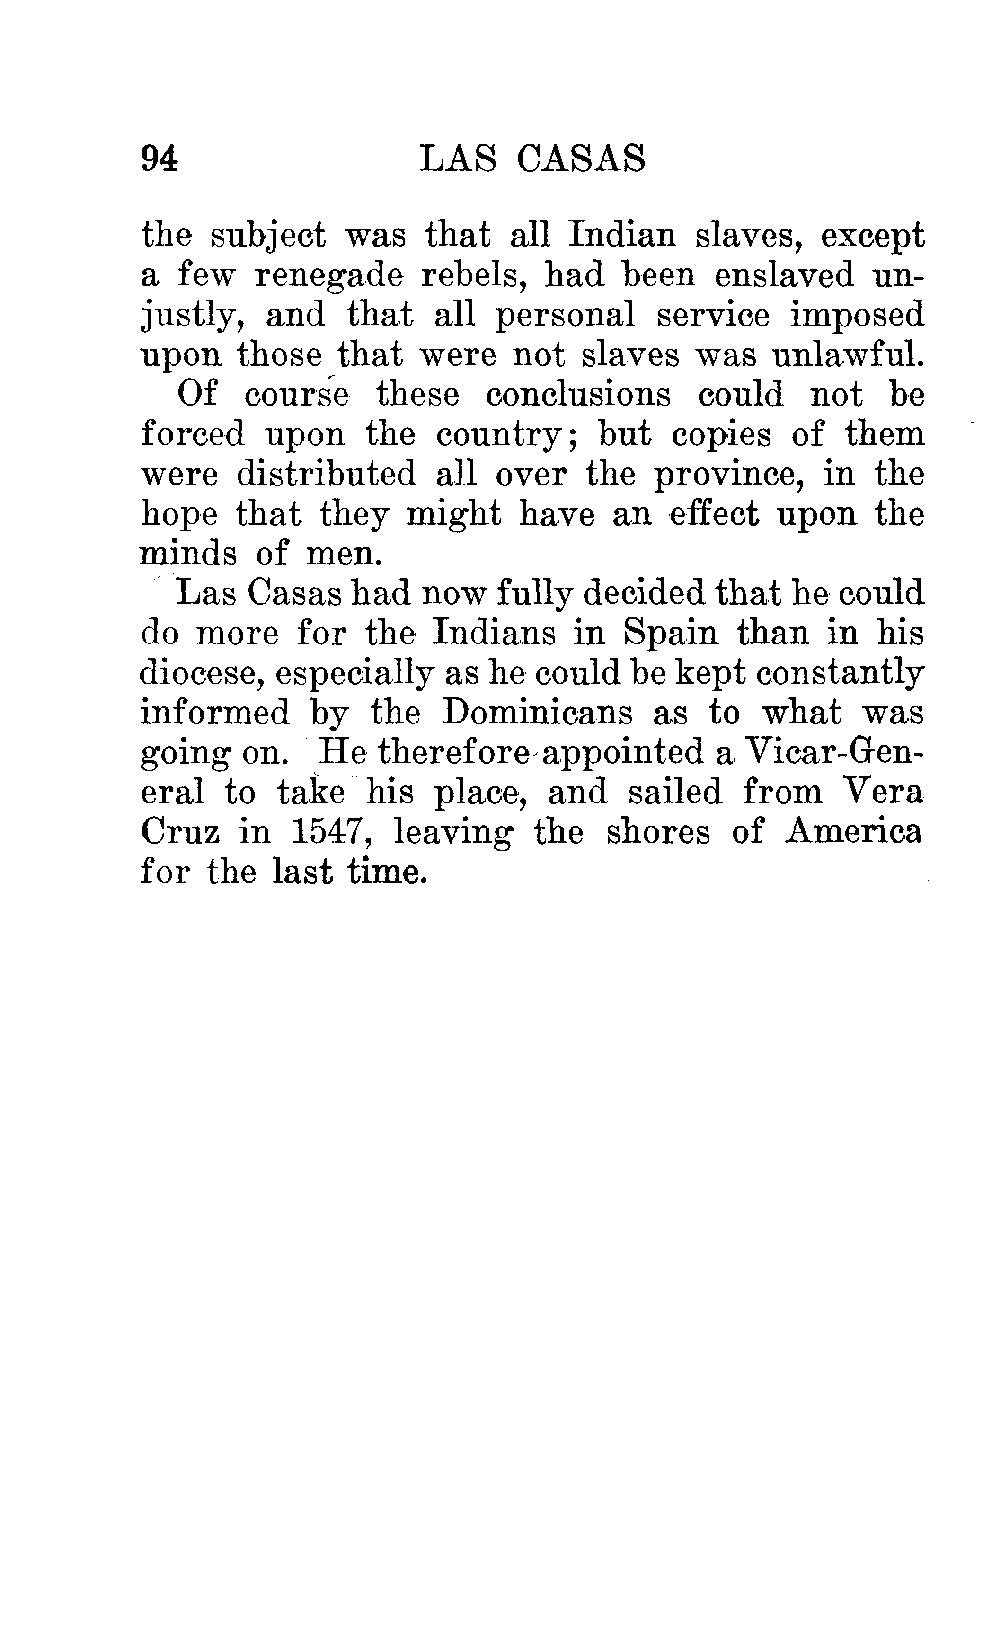 94 LAS CASAS
the subject was that all Indian slaves, except
a few renegade rebels, had been enslaved un-
justly, and that all personal service imposed
upon those that were not slaves was unlawful.
Of course these conclusions could not be
forced upon the country; but copies of them
were distributed all over the province, in the
hope that they might have an effect upon the
minds of men.
Las Casas had now fully decided that he could
do more for the Indians in Spain than in his
diocese, especially as he could be kept constantly
informed by the Dominicans as to what was
going on. He therefore appointed a Vicar-Gen-
eral to take his place, and sailed from Vera
Cruz in 1547, leaving the shores of America
for the last time.